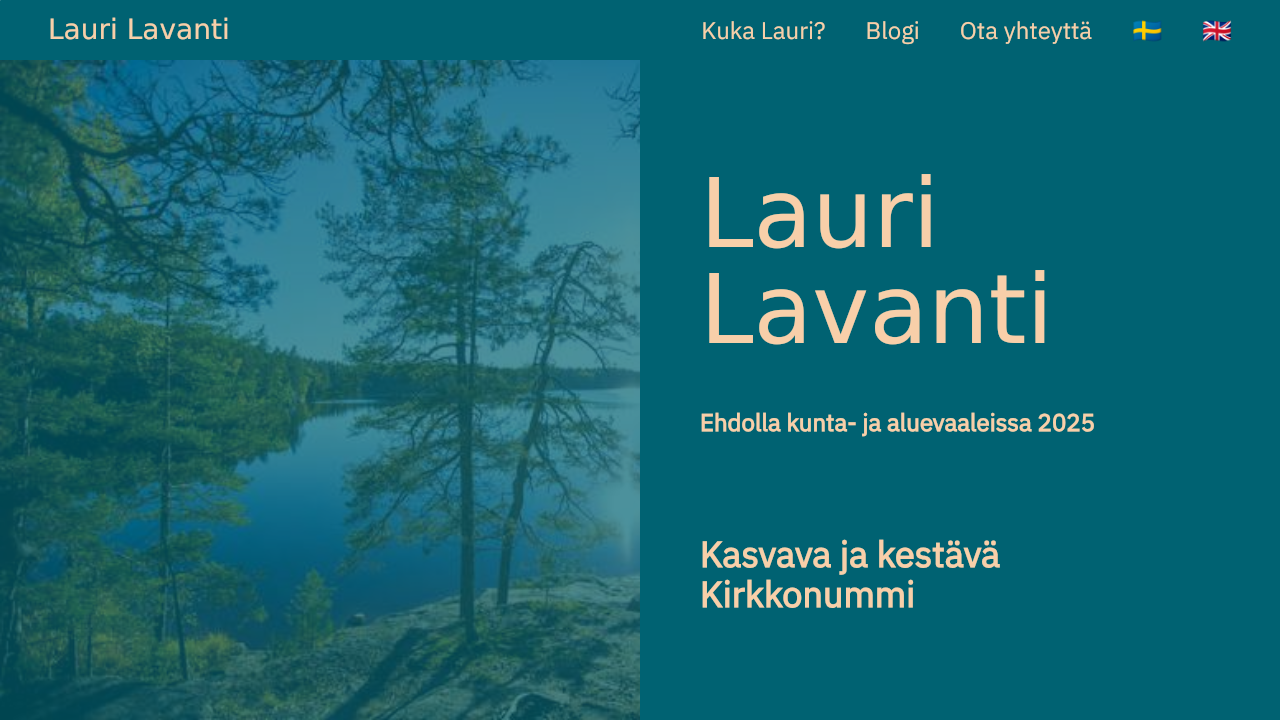 Lauri Lavanti
Kuka Lauri?
Blogi
Ota yhteyttä
Lauri
Lavanti
Ehdolla kunta- ja aluevaaleissa 2025
Kasvava ja kestävä
Kirkkonummi